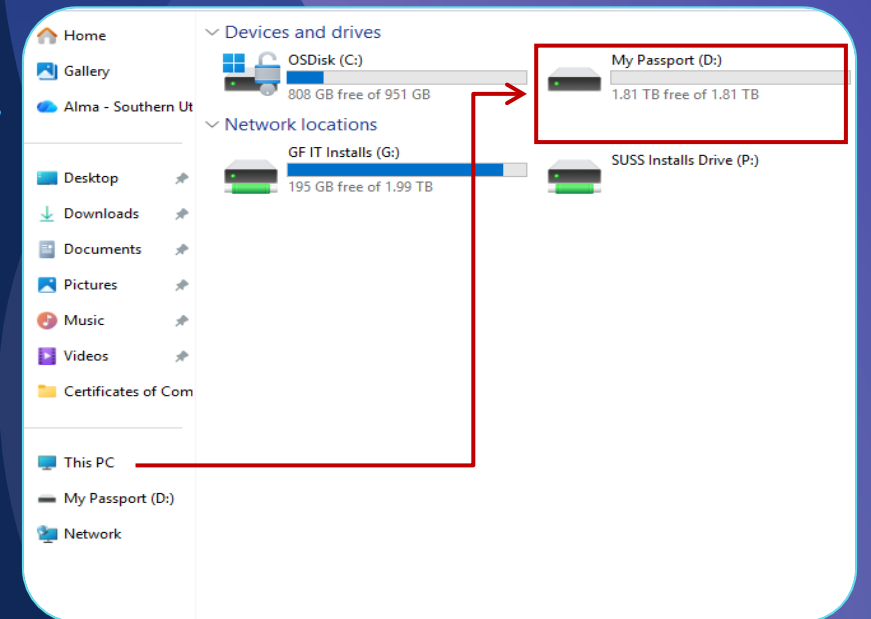 Home
Gallery
Alma - Southern Ut
Desktop
Downloads
Documents
Pictures
Music
Videos
Certificates of Com
This PC
My Passport (D:)
Network
Devices and drives
OSDisk (C:)
808 GB free of 951 GB
My Passport (D:)
1.81 TB free of 1.81 TB
Network locations
GF IT Installs (G:)
195 GB free of 1.99 TB
SUSS Installs Drive (P:)